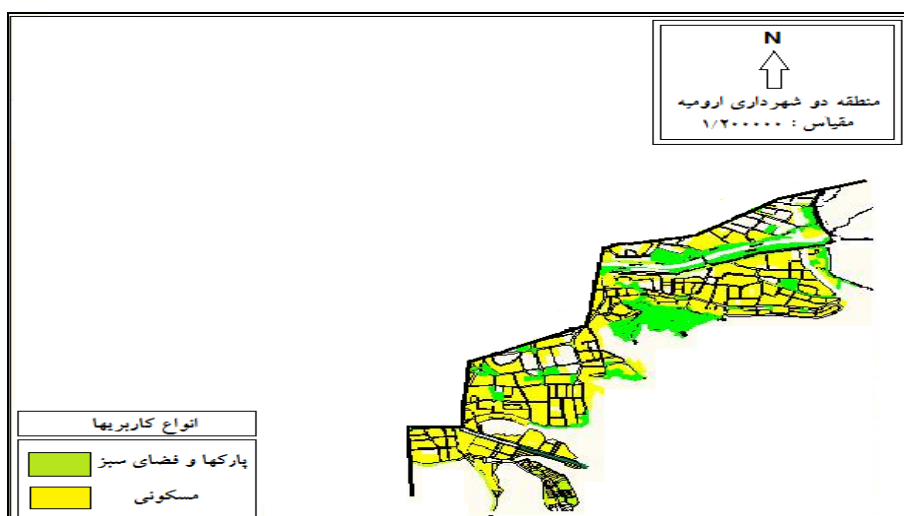 N
منطقه دو شهرداری ارومیه
مقیاس : ۱/۲۰۰۰۰۰
انواع کاربریها
پارکها و فضای سبز
مسکونی